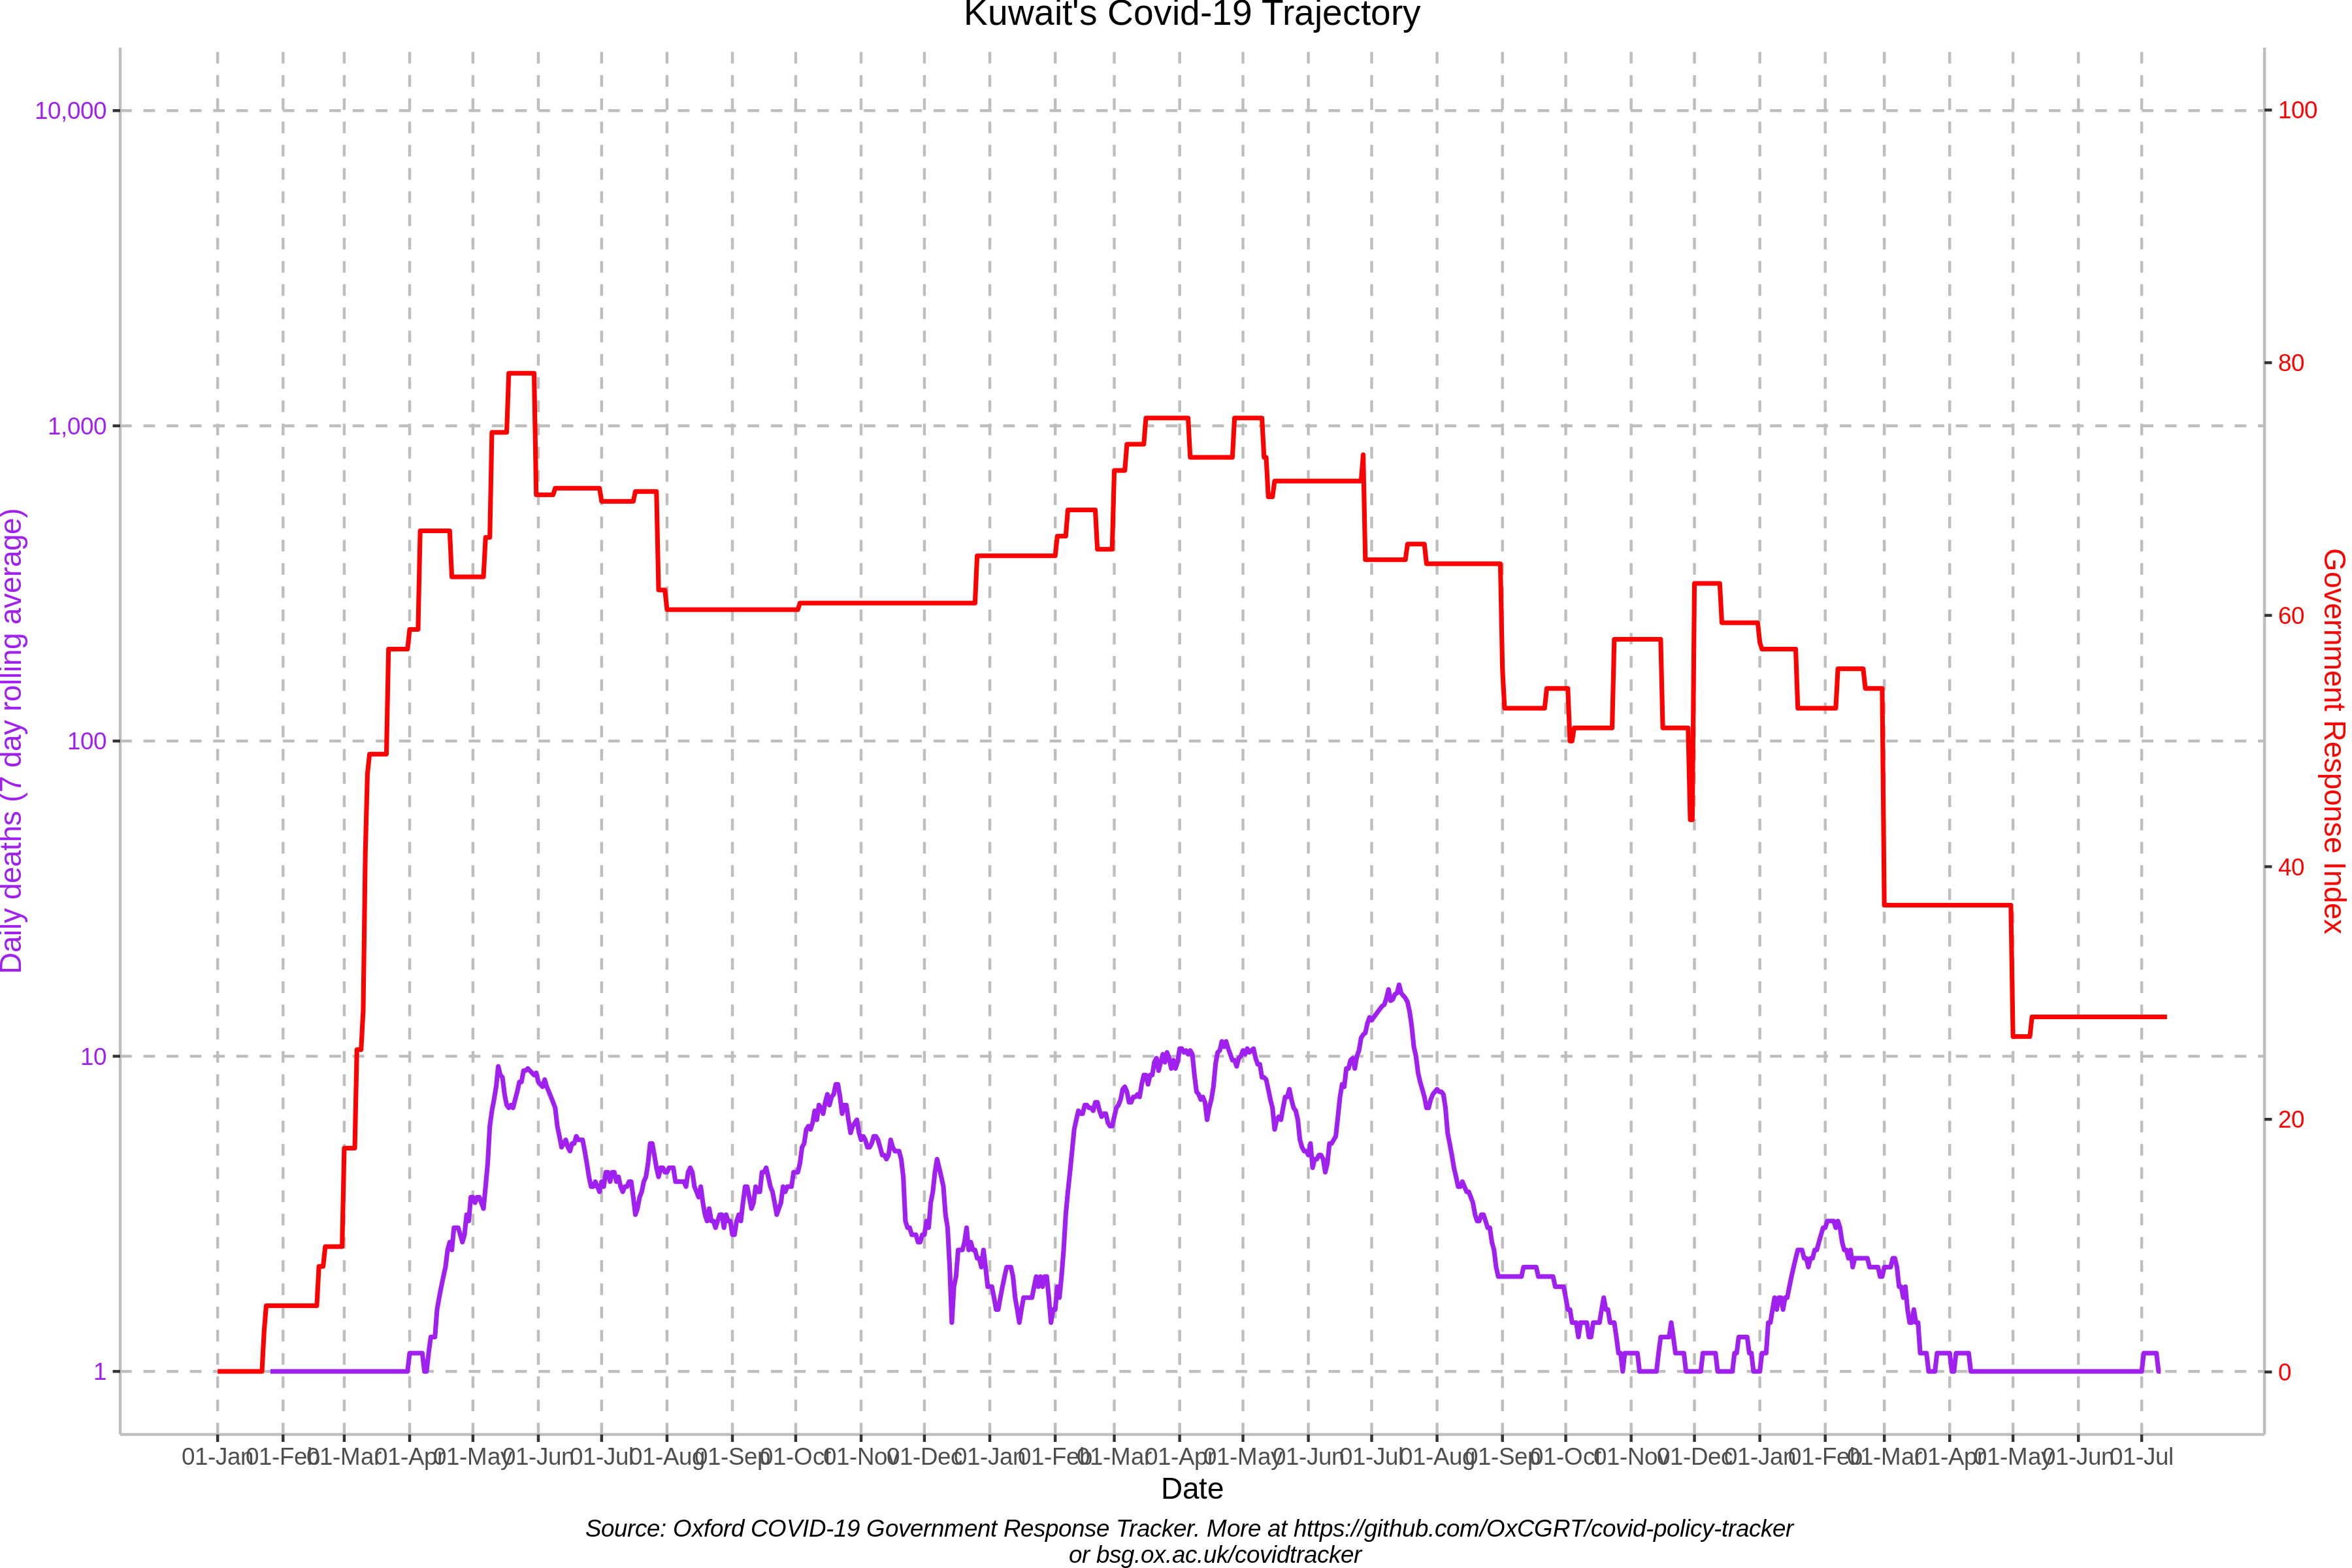 Kuwait's Covid-19 Trajectory
10,000
1,000
100
10
1
Daily deaths (7 day rolling average)
100
80
60
40
20
0
Government Response Index
01-Jan 01-Feb 01-Mar 01-Apr 01-May 01-Jun 01-Jul 01-Aug 01-Sep 01-Oct 01-Nov 01-Dec 01-Jan 01-Feb 01-Mar 01-Apr 01-May 01-Jun 01-Jul 01-Aug 01-Sep 01-Oct 01-Nov 01-Dec 01-Jan 01-Feb 01-Mar 01-Apr 01-May 01-Jun 01-Jul
Date
Source: Oxford COVID-19 Government Response Tracker. More at https://github.com/OxCGRT/covid-policy-tracker
or bsg.ox.ac.uk/covidtracker